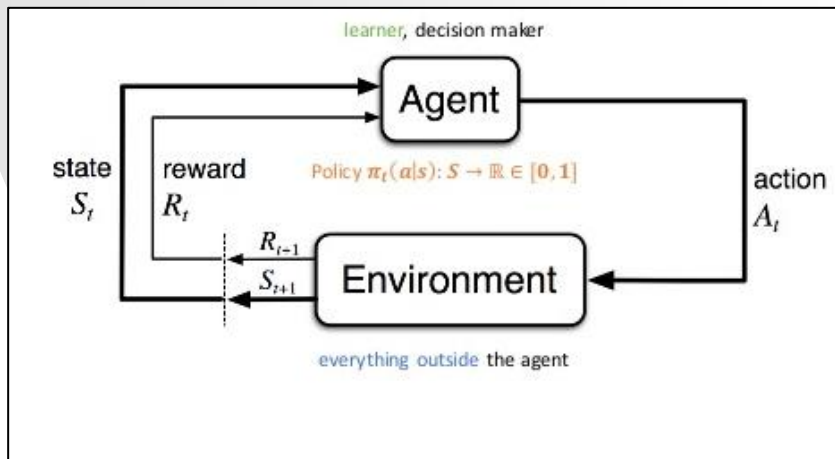 learner, decision maker
Agent
state
S_t
reward
R_t
Policy π_t(a|s): S → ℝ ∈ [0, 1]
action
A_t
R_{t+1}
S_{t+1}
Environment
everything outside the agent